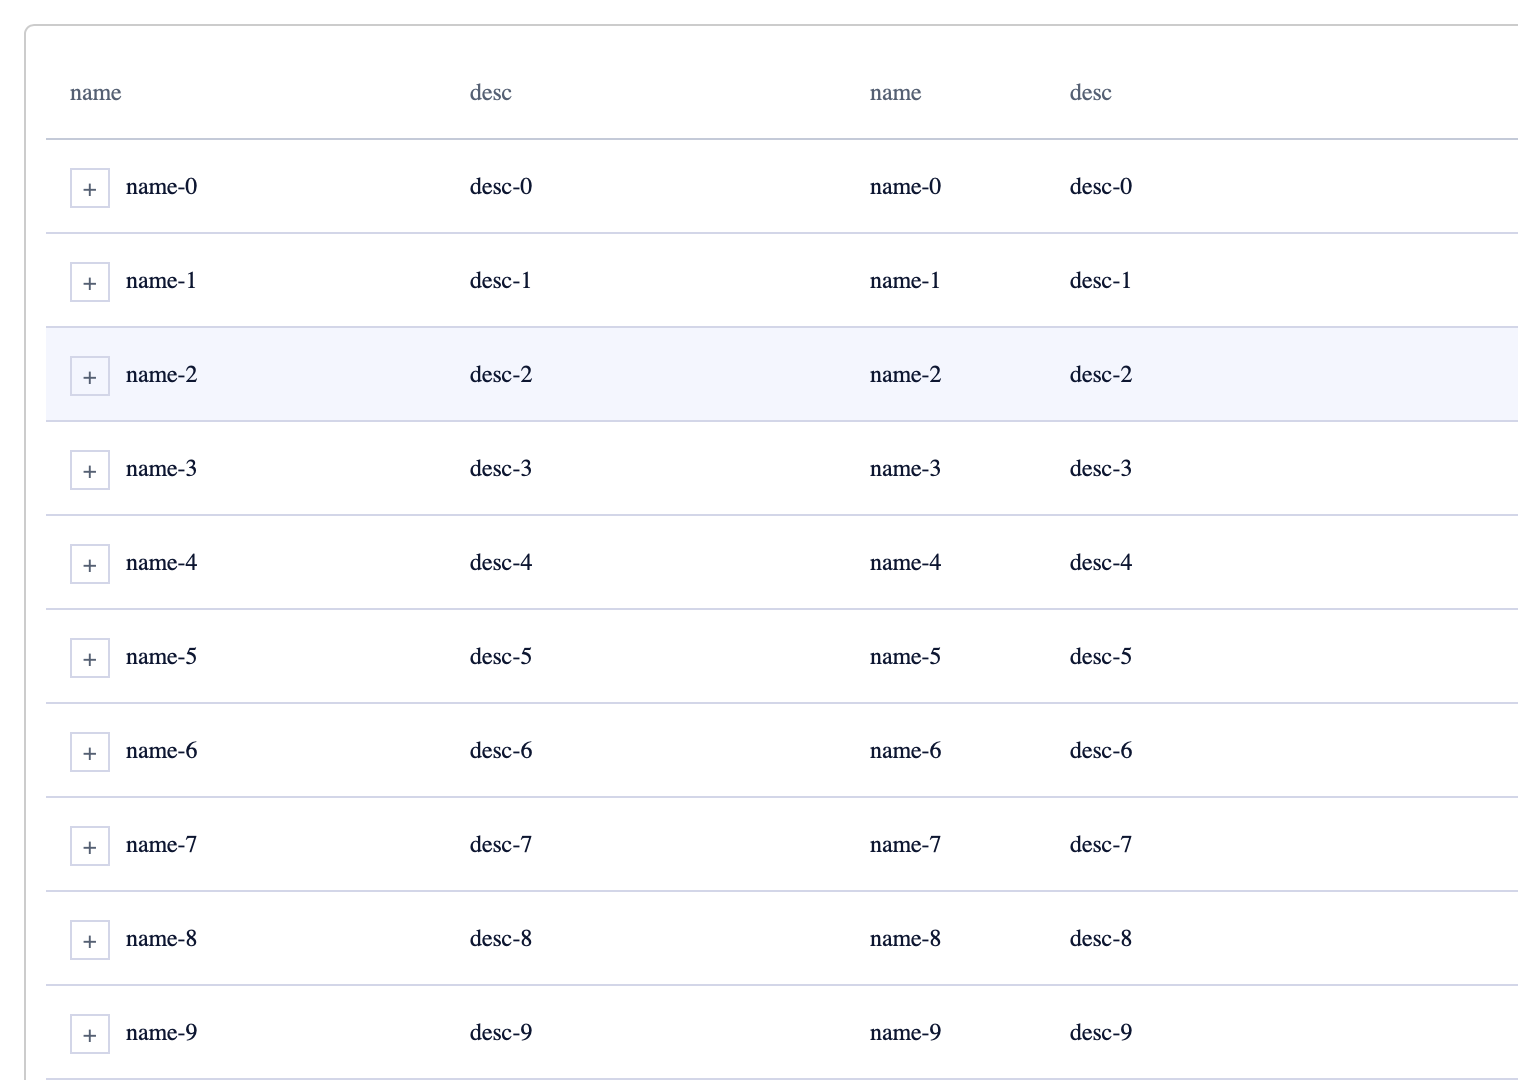 name desc name desc
+ name-0 desc-0 name-0 desc-0
+ name-1 desc-1 name-1 desc-1
+ name-2 desc-2 name-2 desc-2
+ name-3 desc-3 name-3 desc-3
+ name-4 desc-4 name-4 desc-4
+ name-5 desc-5 name-5 desc-5
+ name-6 desc-6 name-6 desc-6
+ name-7 desc-7 name-7 desc-7
+ name-8 desc-8 name-8 desc-8
+ name-9 desc-9 name-9 desc-9